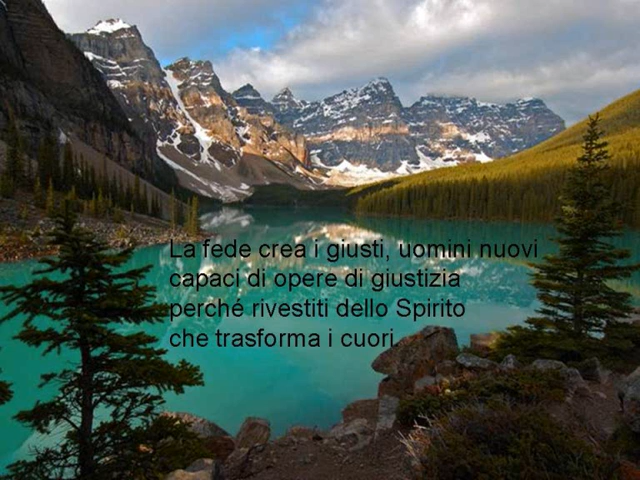 La fede crea i giusti, uomini nuovi
capaci di opere di giustizia
perché rivestiti dello Spirito
che trasforma i cuori.